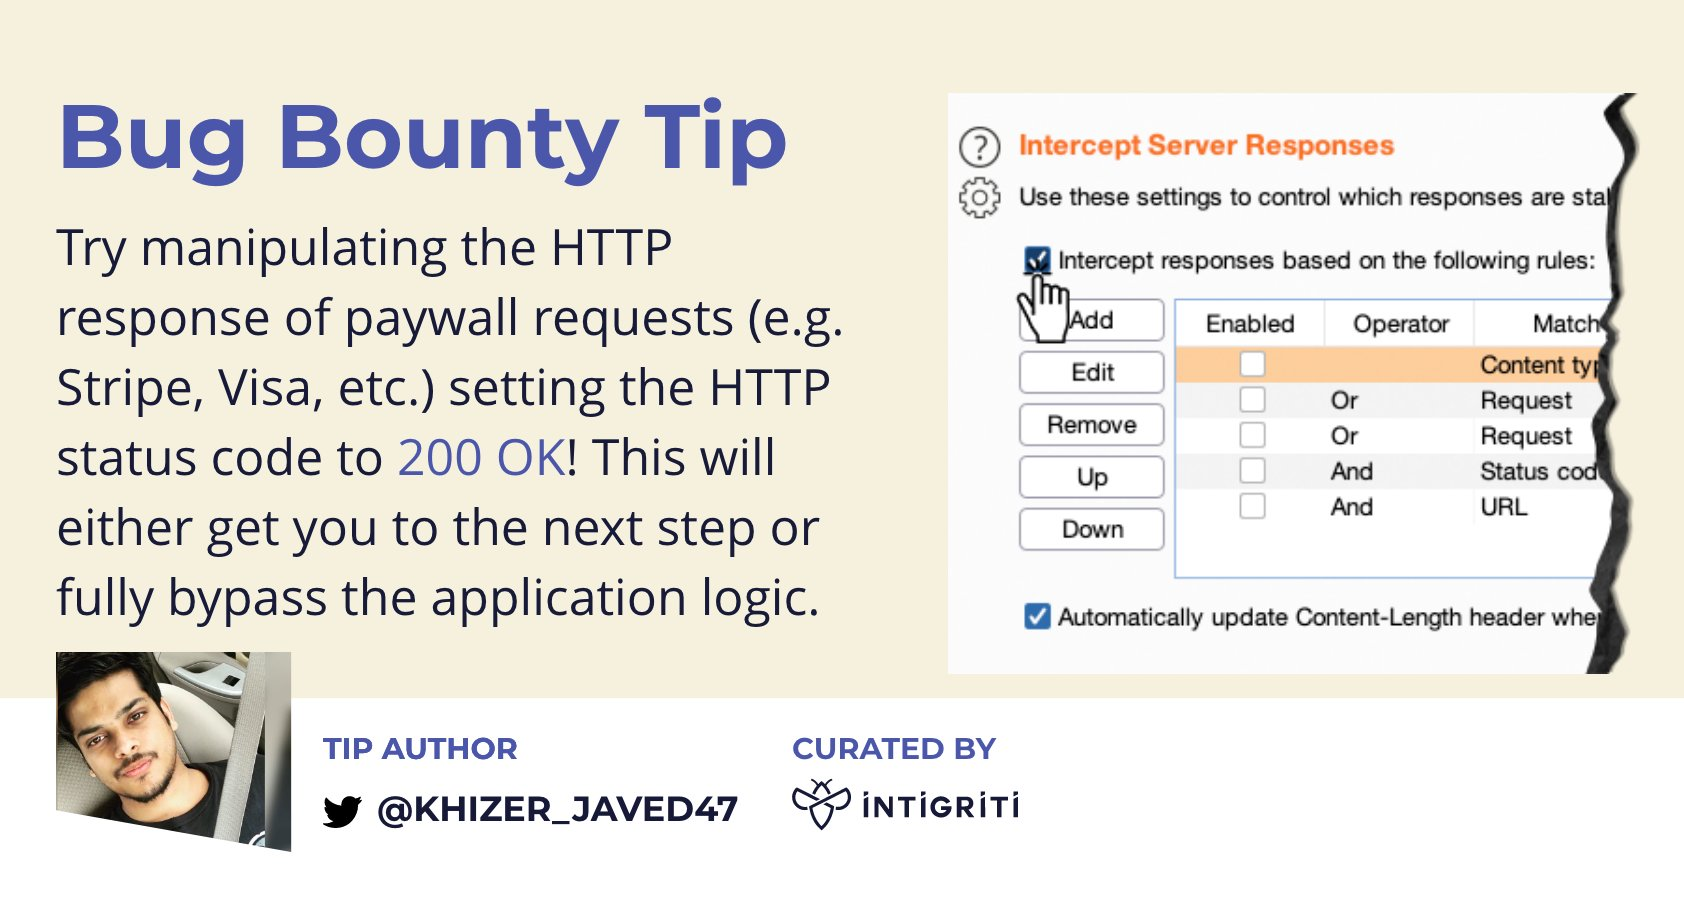 Bug Bounty Tip
Try manipulating the HTTP
response of paywall requests (e.g.
Stripe, Visa, etc.) setting the HTTP
status code to 200 OK! This will
either get you to the next step or
fully bypass the application logic.
TIP AUTHOR
@KHIZER_JAVED47
CURATED BY
INTIGRITI
? Intercept Server Responses
Use these settings to control which responses are
Intercept responses based on the following rules:
Add
Edit
Remove
Up
Down
Enabled Operator Match
Content
Or Request
Or Request
And Status
And URL
Automatically update Content-Length header